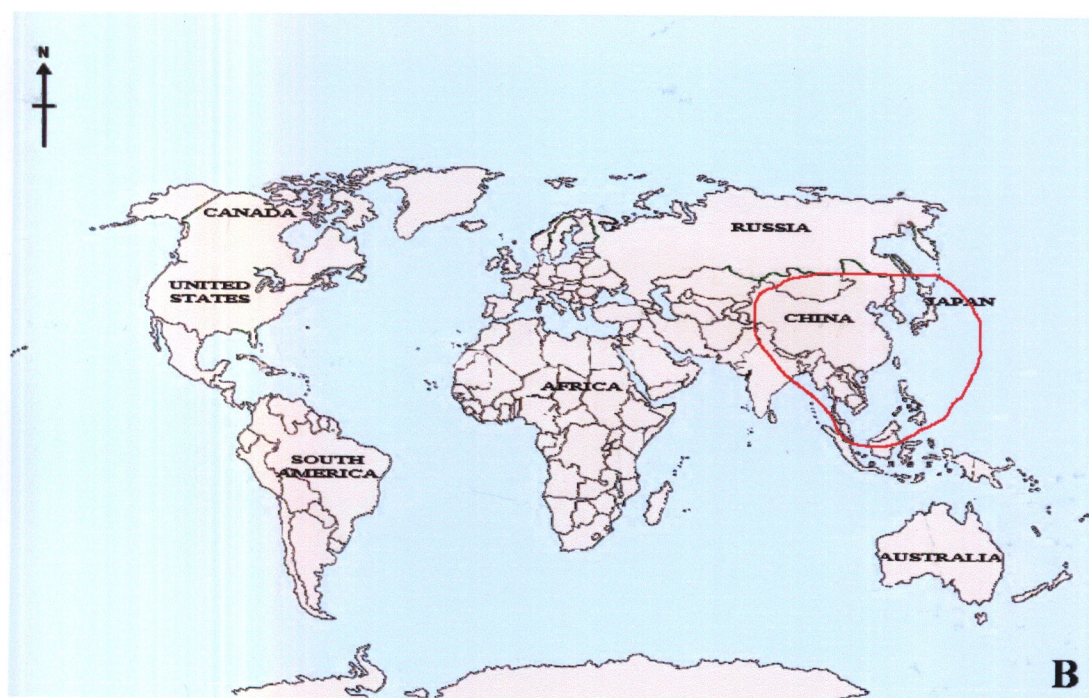 N
CANADA
RUSSIA
UNITED
STATES
JAPAN
CHINA
AFRICA
SOUTH
AMERICA
AUSTRALIA
B